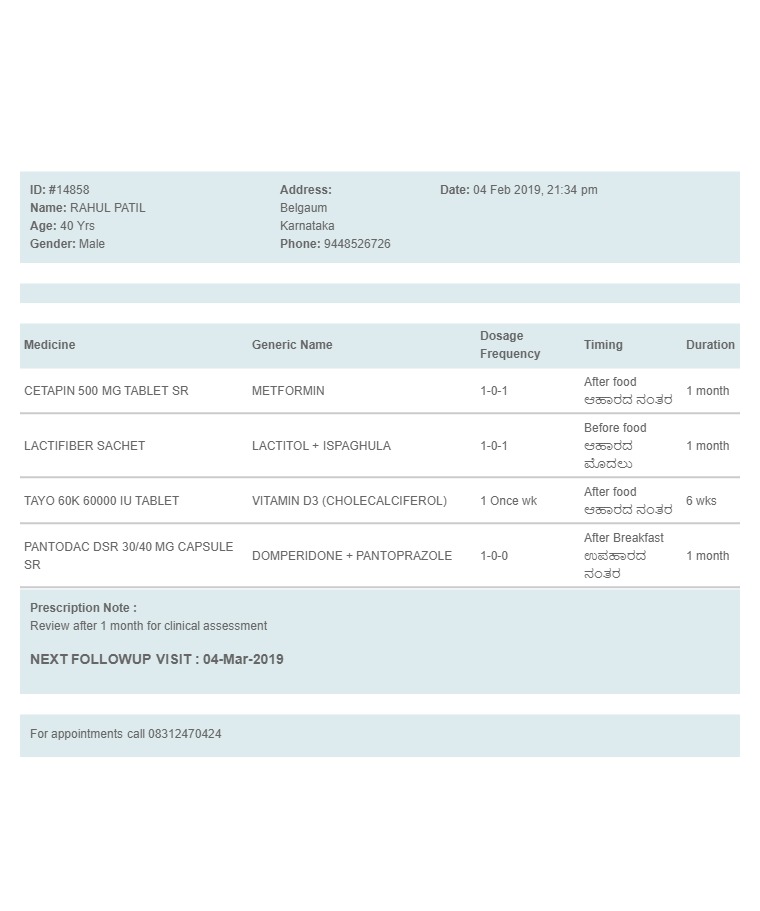 ID: #14858
Name: RAHUL PATIL
Age: 40 Yrs
Gender: Male
Address:
Belgaum
Karnataka
Phone: 9448526726
Date: 04 Feb 2019, 21:34 pm
Medicine Generic Name Dosage Frequency Timing Duration
CETAPIN 500 MG TABLET SR METFORMIN 1-0-1 After food ಆಹಾರದ ನಂತರ 1 month
LACTIFIBER SACHET LACTITOL + ISPAGHULA 1-0-1 Before food ಆಹಾರದ ಮೊದಲು 1 month
TAYO 60K 60000 IU TABLET VITAMIN D3 (CHOLECALCIFEROL) 1 Once wk After food ಆಹಾರದ ನಂತರ 6 wks
PANTODAC DSR 30/40 MG CAPSULE SR DOMPERIDONE + PANTOPRAZOLE 1-0-0 After Breakfast ಉಪಹಾರದ ನಂತರ 1 month
Prescription Note :
Review after 1 month for clinical assessment
NEXT FOLLOWUP VISIT : 04-Mar-2019
For appointments call 08312470424